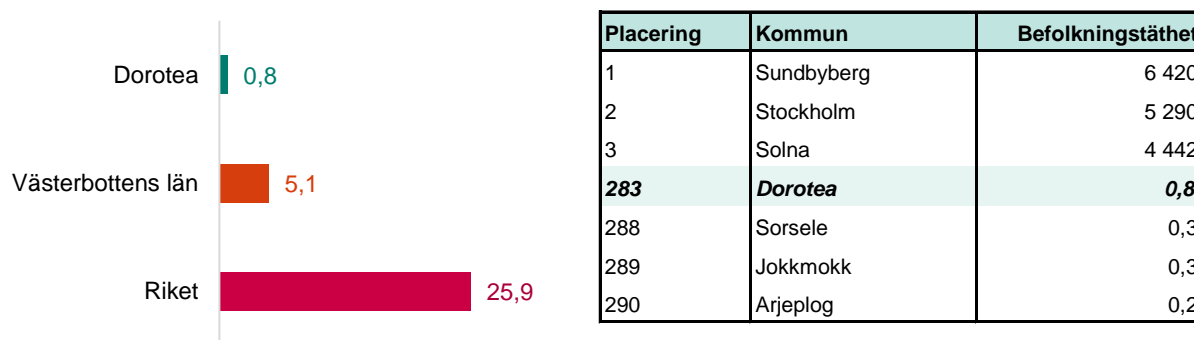 Dorotea 0,8
Västerbottens län 5,1
Riket 25,9
Placering Kommun Befolkningstäthet
1 Sundbyberg 6 420
2 Stockholm 5 290
3 Solna 4 442
283 Dorotea 0,8
288 Sorsele 0,3
289 Jokkmokk 0,3
290 Arjeplog 0,2